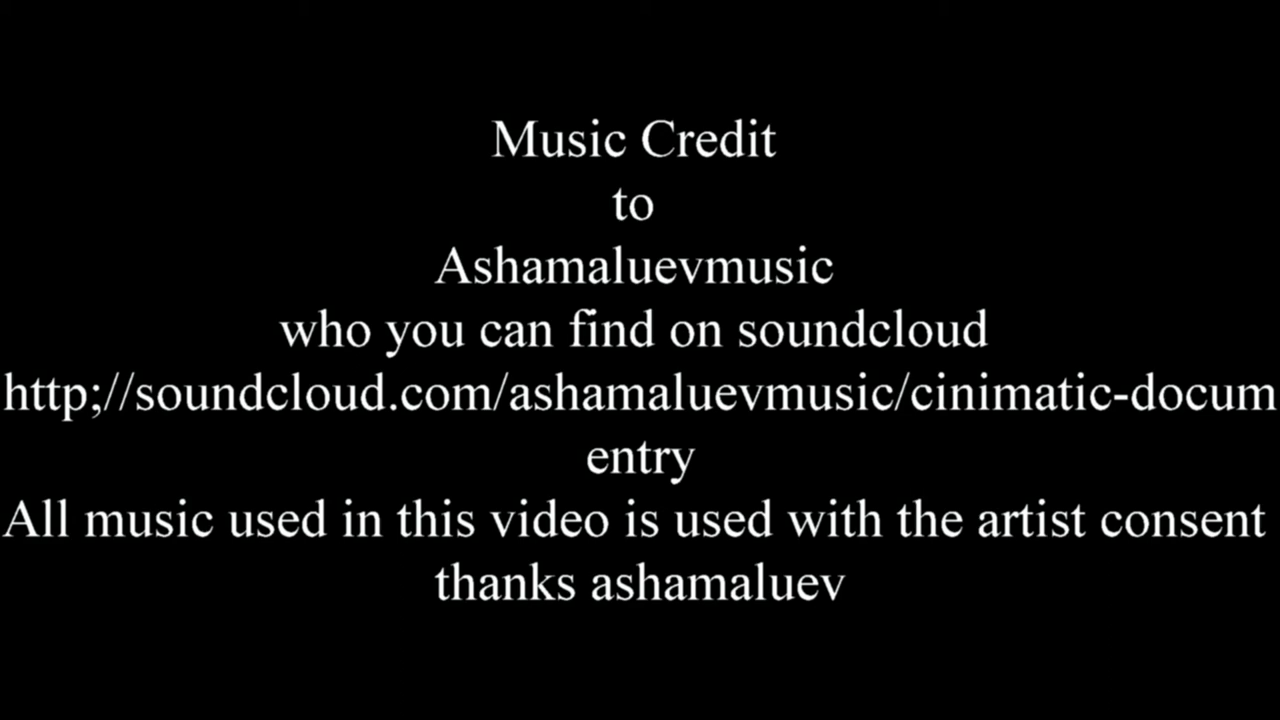 Music Credit
to
Ashamaluevmusic
who you can find on soundcloud
http;//soundcloud.com/ashamaluevmusic/cinimatic-docum
entry
All music used in this video is used with the artist consent
thanks ashamaluev